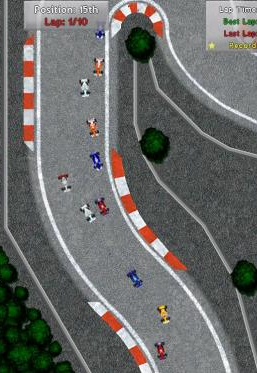 Position: 15th
Lap: 1/10
Lap Time
Best Lap
Last Lap
Record